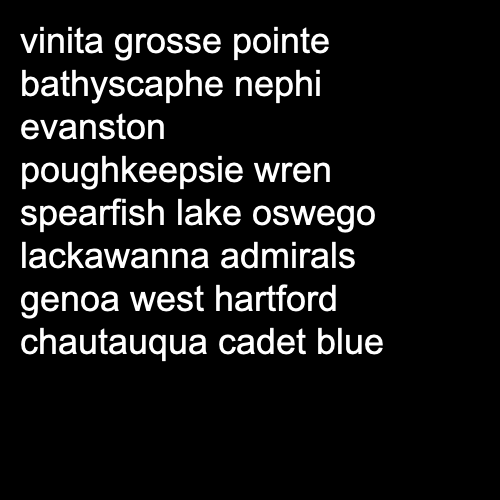 vinita grosse pointe
bathyscaphe nephi
evanston
poughkeepsie wren
spearfish lake oswego
lackawanna admirals
genoa west hartford
chautauqua cadet blue